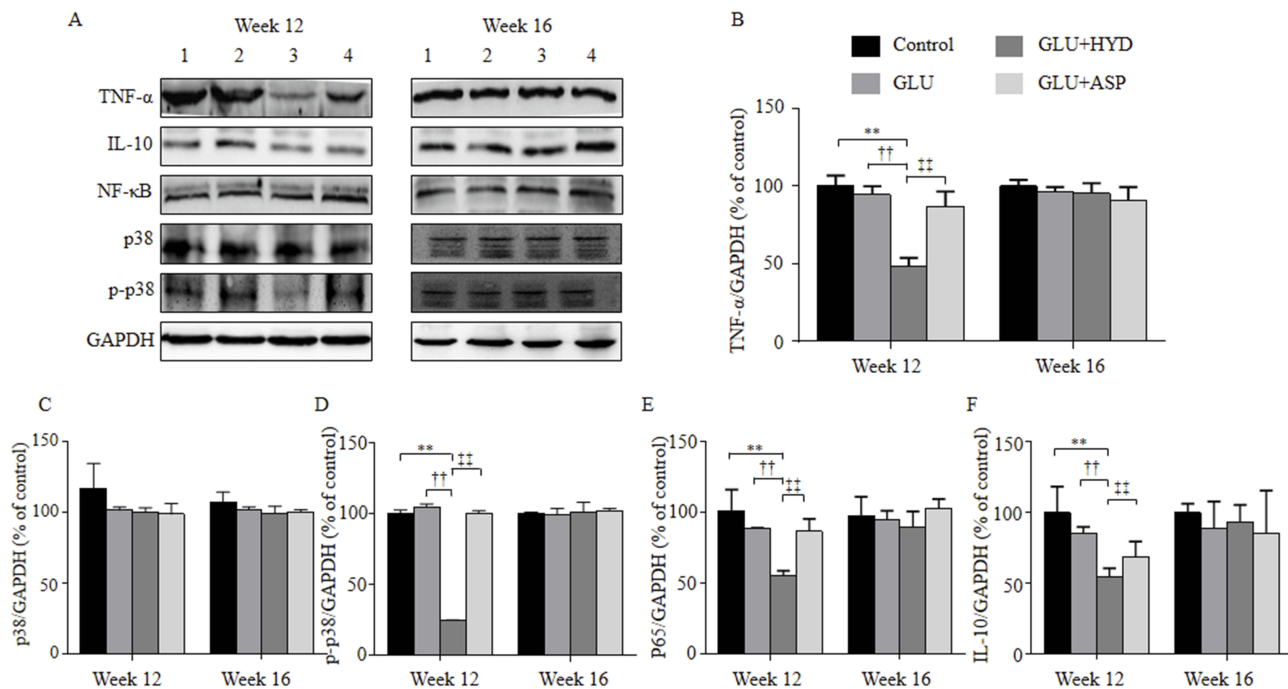 A
Week 12
Week 16
1 2 3 4
1 2 3 4
TNF-α
IL-10
NF-κB
p38
p-p38
GAPDH
B
Control
GLU+HYD
GLU
GLU+ASP
TNF-α/GAPDH (% of control)
150
100
50
0
**
††
‡‡
Week 12
Week 16
C
p38/GAPDH (% of control)
150
100
50
0
Week 12
Week 16
D
p-p38/GAPDH (% of control)
150
100
50
0
**
††
‡‡
Week 12
Week 16
E
P65/GAPDH (% of control)
150
100
50
0
**
††
‡‡
Week 12
Week 16
F
IL-10/GAPDH (% of control)
150
100
50
0
**
††
‡‡
Week 12
Week 16